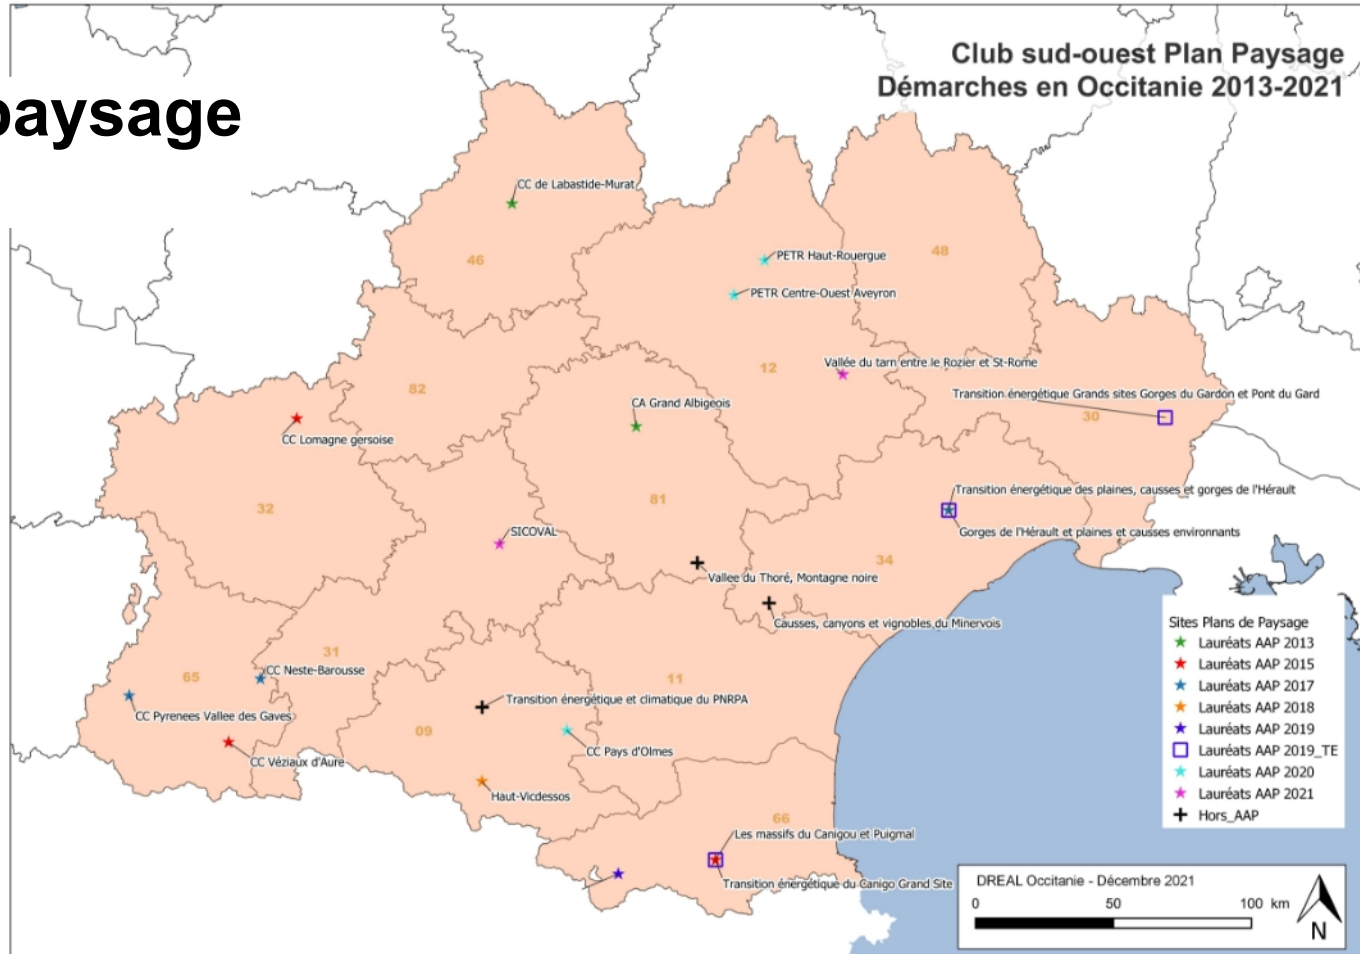 Club sud-ouest Plan Paysage
Démarches en Occitanie 2013-2021
paysage
CC de Labastide-Murat
46
PETR Haut-Rouergue
48
PETR Centre-Ouest Aveyron
Vallée du tarn entre le Rozier et St-Rome
12
82
Transition énergétique Grands sites Gorges du Gardon et Pont du Gard
30
CA Grand Albigeois
CC Lomagne gersoise
32
81
Transition énergétique des plaines, causses et gorges de l'Hérault
Gorges de l'Hérault et plaines et causses environnants
SICOVAL
34
Vallee du Thoré, Montagne noire
Causses, canyons et vignobles du Minervois
31
65
CC Neste-Barousse
11
Transition énergétique et climatique du PNRPA
CC Pyrenees Vallee des Gaves
09
CC Pays d'Olmes
CC Véziaux d'Aure
Haut-Vicdessos
66
Les massifs du Canigou et Puigmal
Transition énergétique du Canigo Grand Site
Sites Plans de Paysage
Lauréats AAP 2013
Lauréats AAP 2015
Lauréats AAP 2017
Lauréats AAP 2018
Lauréats AAP 2019
Lauréats AAP 2019_TE
Lauréats AAP 2020
Lauréats AAP 2021
Hors_AAP
DREAL Occitanie - Décembre 2021
0 50 100 km
N